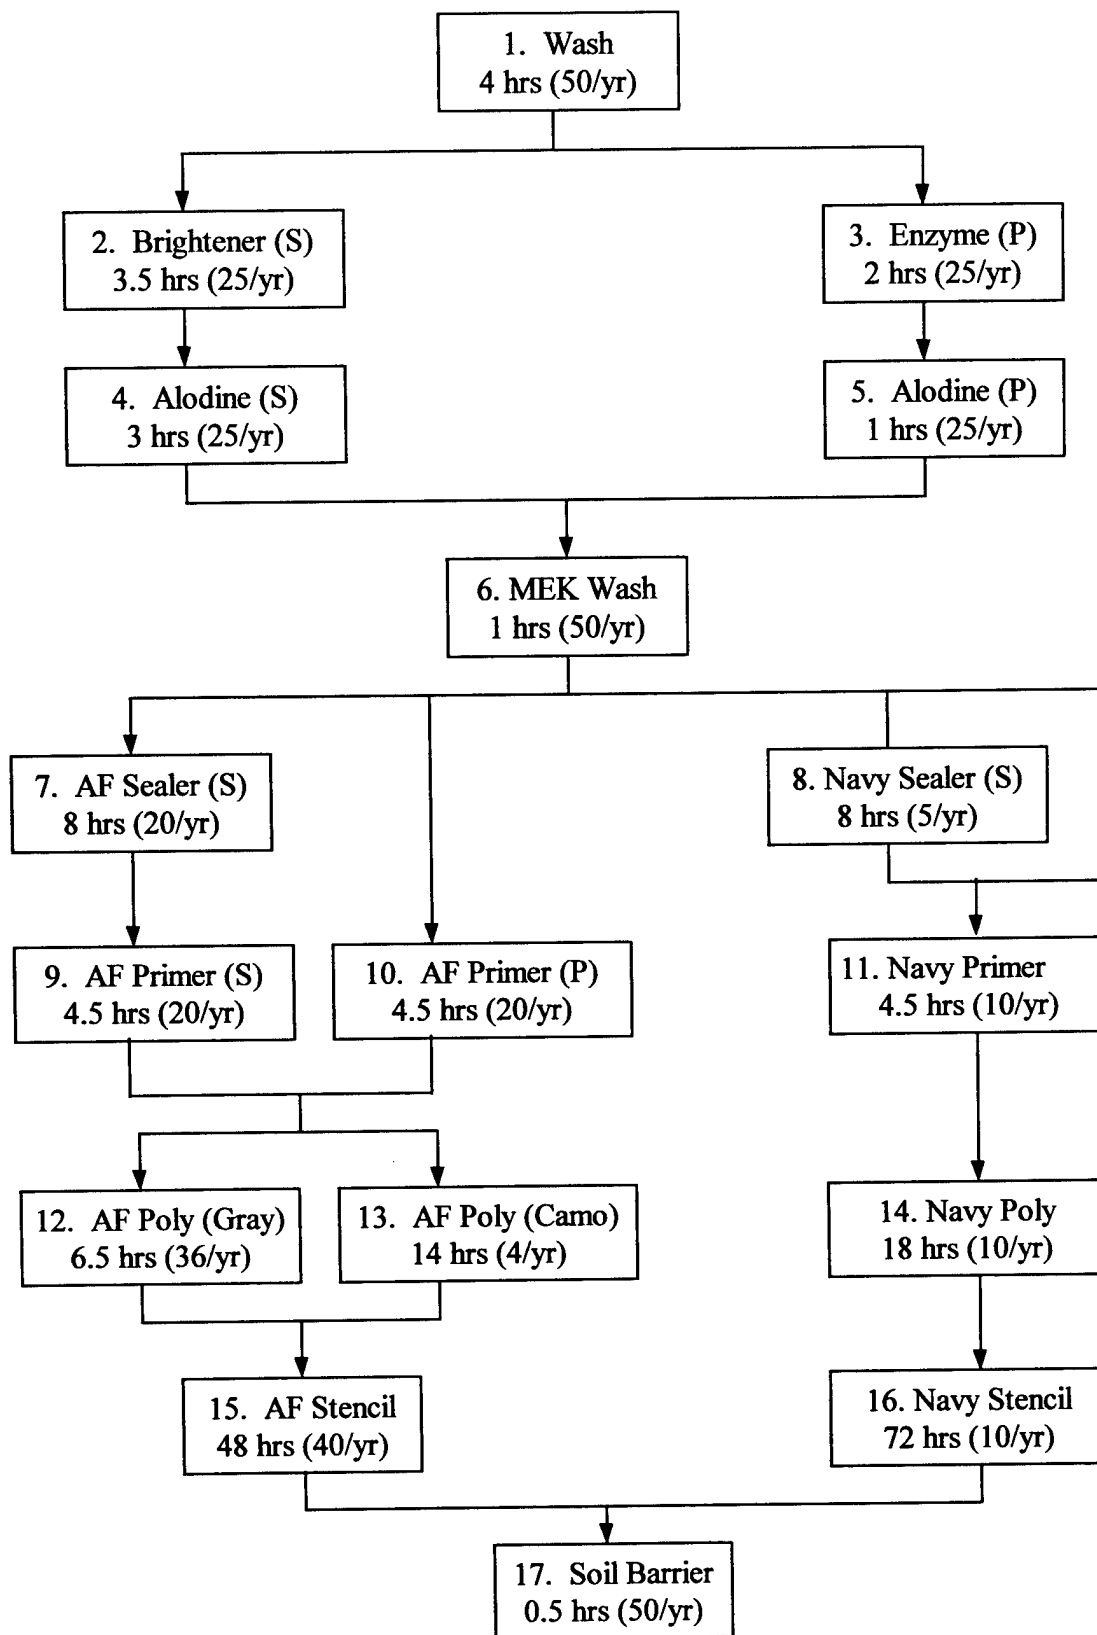 1. Wash
4 hrs (50/yr)
2. Brightener (S)
3.5 hrs (25/yr)
3. Enzyme (P)
2 hrs (25/yr)
4. Alodine (S)
3 hrs (25/yr)
5. Alodine (P)
1 hrs (25/yr)
6. MEK Wash
1 hrs (50/yr)
7. AF Sealer (S)
8 hrs (20/yr)
8. Navy Sealer (S)
8 hrs (5/yr)
9. AF Primer (S)
4.5 hrs (20/yr)
10. AF Primer (P)
4.5 hrs (20/yr)
11. Navy Primer
4.5 hrs (10/yr)
12. AF Poly (Gray)
6.5 hrs (36/yr)
13. AF Poly (Camo)
14 hrs (4/yr)
14. Navy Poly
18 hrs (10/yr)
15. AF Stencil
48 hrs (40/yr)
16. Navy Stencil
72 hrs (10/yr)
17. Soil Barrier
0.5 hrs (50/yr)